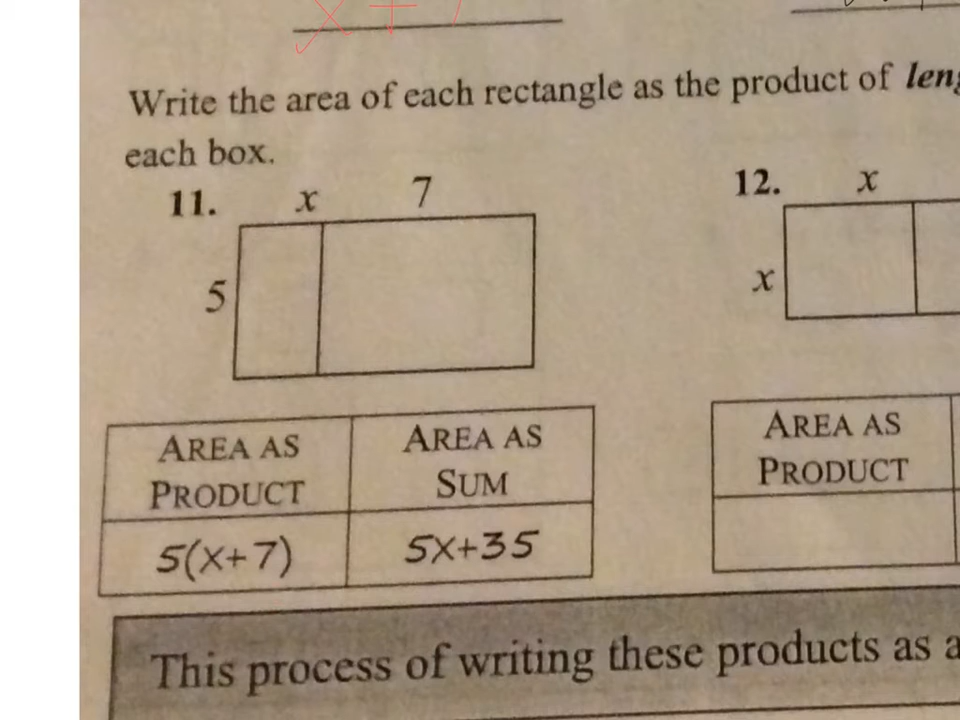 x + 7
Write the area of each rectangle as the product of
each box.
11. x 7
5
12. x
x
AREA AS PRODUCT
AREA AS SUM
5(x+7)
5x+35
AREA AS PRODUCT
This process of writing these products as a